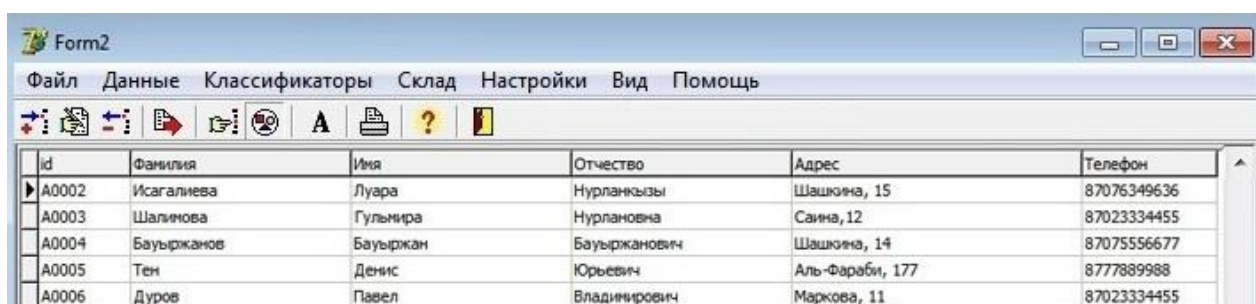 Form2
Файл Данные Классификаторы Склад Настройки Вид Помощь
A ?
id Фамилия Имя Отчество Адрес Телефон
A0002 Исагалиева Луара Нурланкызы Шашкина, 15 87076349636
A0003 Шалинова Гульмира Нурлановна Саина,12 87023334455
A0004 Бауыржанов Бауыржан Бауыржанович Шашкина, 14 87075556677
A0005 Тен Денис Юрьевич Аль-Фараби, 177 8777889988
A0006 Дуров Павел Владимирович Маркова, 11 87023334455